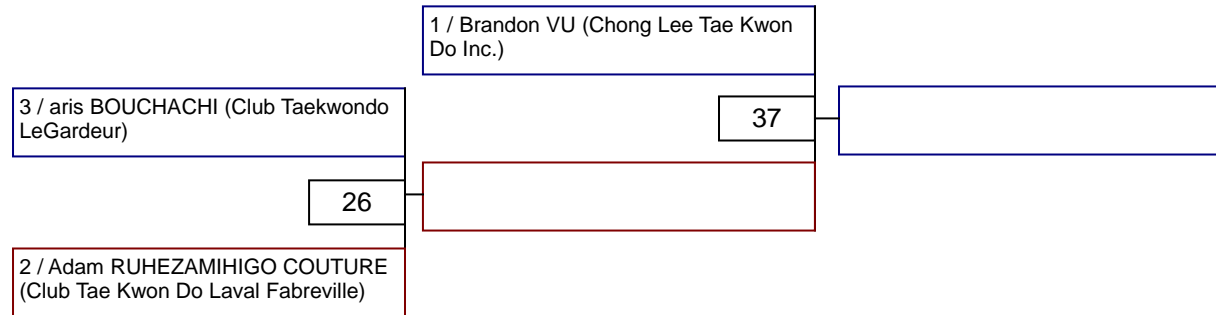 1 / Brandon VU (Chong Lee Tae Kwon
Do Inc.)
3 / aris BOUCHACHI (Club Taekwondo
LeGardeur)
37
26
2 / Adam RUHEZAMIHIGO COUTURE
(Club Tae Kwon Do Laval Fabreville)